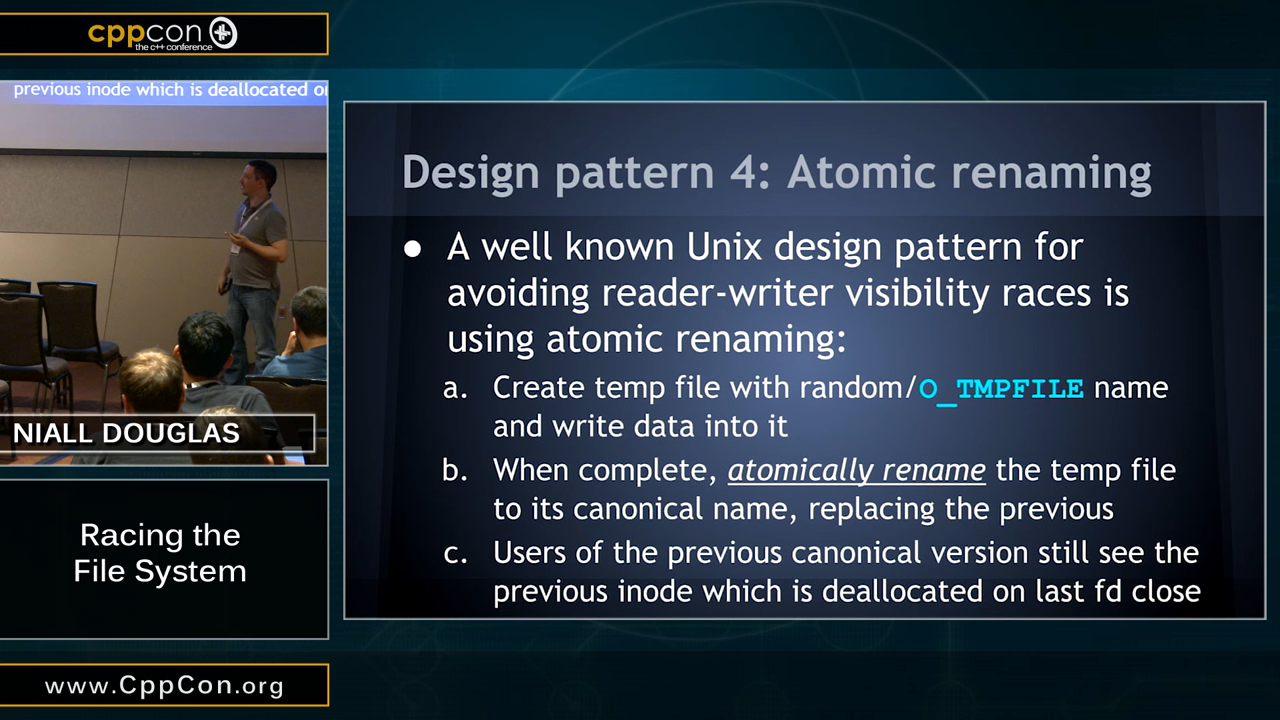 cppcon
the c++ conference
previous inode which is deallocated on
NIALL DOUGLAS
Racing the
File System
www.CppCon.org
Design pattern 4: Atomic renaming
● A well known Unix design pattern for
avoiding reader-writer visibility races is
using atomic renaming:
a. Create temp file with random/O_TMPFILE name
and write data into it
b. When complete, atomically rename the temp file
to its canonical name, replacing the previous
c. Users of the previous canonical version still see the
previous inode which is deallocated on last fd close